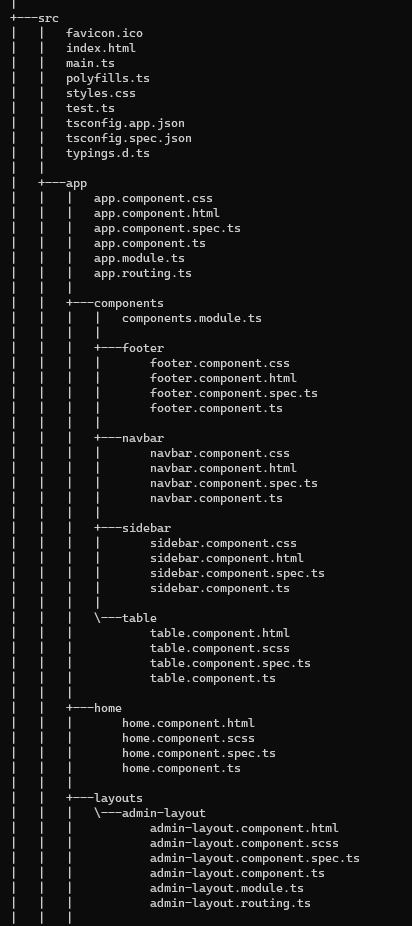 |
+---src
|   |   favicon.ico
|   |   index.html
|   |   main.ts
|   |   polyfills.ts
|   |   styles.css
|   |   test.ts
|   |   tsconfig.app.json
|   |   tsconfig.spec.json
|   |   typings.d.ts
|   |
|   +---app
|   |   |   app.component.css
|   |   |   app.component.html
|   |   |   app.component.spec.ts
|   |   |   app.component.ts
|   |   |   app.module.ts
|   |   |   app.routing.ts
|   |   |
|   |   +---components
|   |   |   |   components.module.ts
|   |   |   |
|   |   |   +---footer
|   |   |   |       footer.component.css
|   |   |   |       footer.component.html
|   |   |   |       footer.component.spec.ts
|   |   |   |       footer.component.ts
|   |   |   |
|   |   |   +---navbar
|   |   |   |       navbar.component.css
|   |   |   |       navbar.component.html
|   |   |   |       navbar.component.spec.ts
|   |   |   |       navbar.component.ts
|   |   |   |
|   |   |   +---sidebar
|   |   |   |       sidebar.component.css
|   |   |   |       sidebar.component.html
|   |   |   |       sidebar.component.spec.ts
|   |   |   |       sidebar.component.ts
|   |   |   |
|   |   |   \---table
|   |   |           table.component.html
|   |   |           table.component.scss
|   |   |           table.component.spec.ts
|   |   |           table.component.ts
|   |   |
|   |   +---home
|   |   |       home.component.html
|   |   |       home.component.scss
|   |   |       home.component.spec.ts
|   |   |       home.component.ts
|   |   |
|   |   +---layouts
|   |   |   \---admin-layout
|   |   |           admin-layout.component.html
|   |   |           admin-layout.component.scss
|   |   |           admin-layout.component.spec.ts
|   |   |           admin-layout.component.ts
|   |   |           admin-layout.module.ts
|   |   |           admin-layout.routing.ts
|   |   |